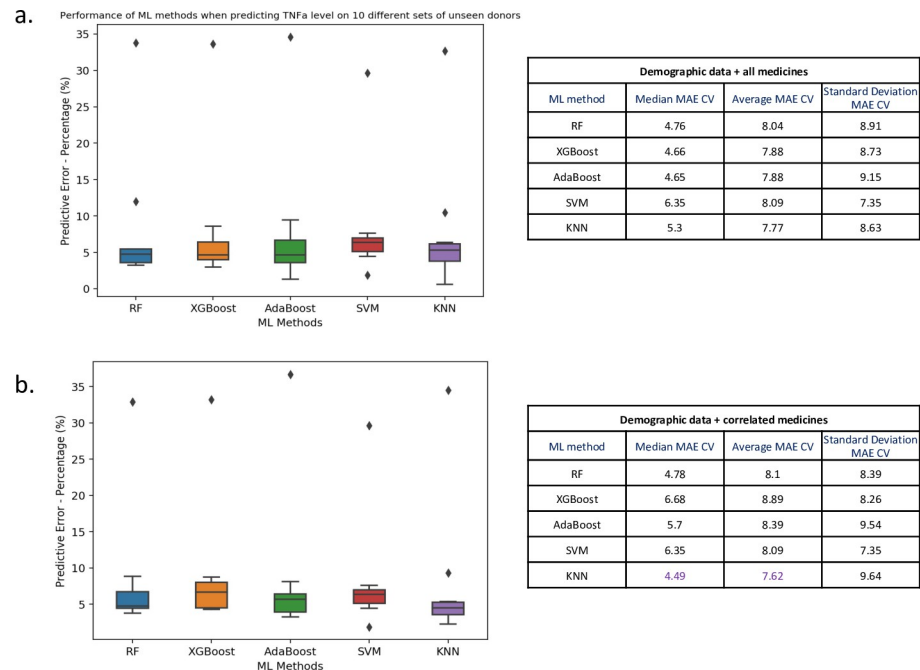 a.
Performance of ML methods when predicting TNFa level on 10 different sets of unseen donors
Predictive Error - Percentage (%)
35
30
25
20
15
10
5
0
RF XGBoost AdaBoost SVM KNN
ML Methods
Demographic data + all medicines
ML method Median MAE CV Average MAE CV Standard Deviation
MAE CV
RF 4.76 8.04 8.91
XGBoost 4.66 7.88 8.73
AdaBoost 4.65 7.88 9.15
SVM 6.35 8.09 7.35
KNN 5.3 7.77 8.63
b.
Predictive Error - Percentage (%)
35
30
25
20
15
10
5
RF XGBoost AdaBoost SVM KNN
ML Methods
Demographic data + correlated medicines
ML method Median MAE CV Average MAE CV Standard Deviation
MAE CV
RF 4.78 8.1 8.39
XGBoost 6.68 8.89 8.26
AdaBoost 5.7 8.39 9.54
SVM 6.35 8.09 7.35
KNN 4.49 7.62 9.64